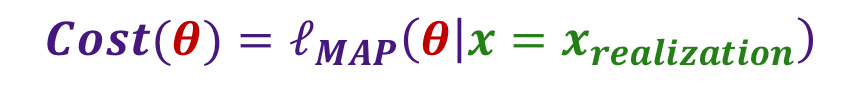 Cost(θ) = ℓ_MAP(θ|x = x_realization)